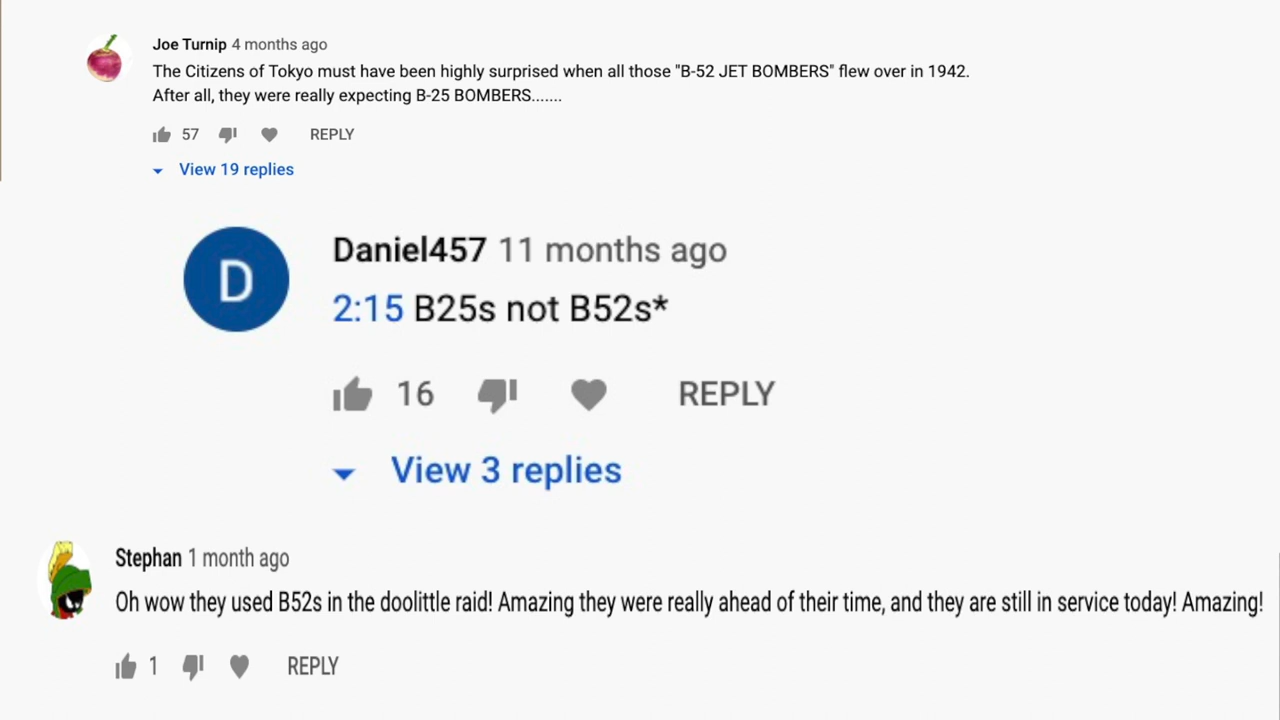 Joe Turnip 4 months ago
The Citizens of Tokyo must have been highly surprised when all those "B-52 JET BOMBERS" flew over in 1942.
After all, they were really expecting B-25 BOMBERS.......
57 REPLY
View 19 replies
D
Daniel457 11 months ago
2:15 B25s not B52s*
16 REPLY
View 3 replies
Stephan 1 month ago
Oh wow they used B52s in the doolittle raid! Amazing they were really ahead of their time, and they are still in service today! Amazing!
1 REPLY